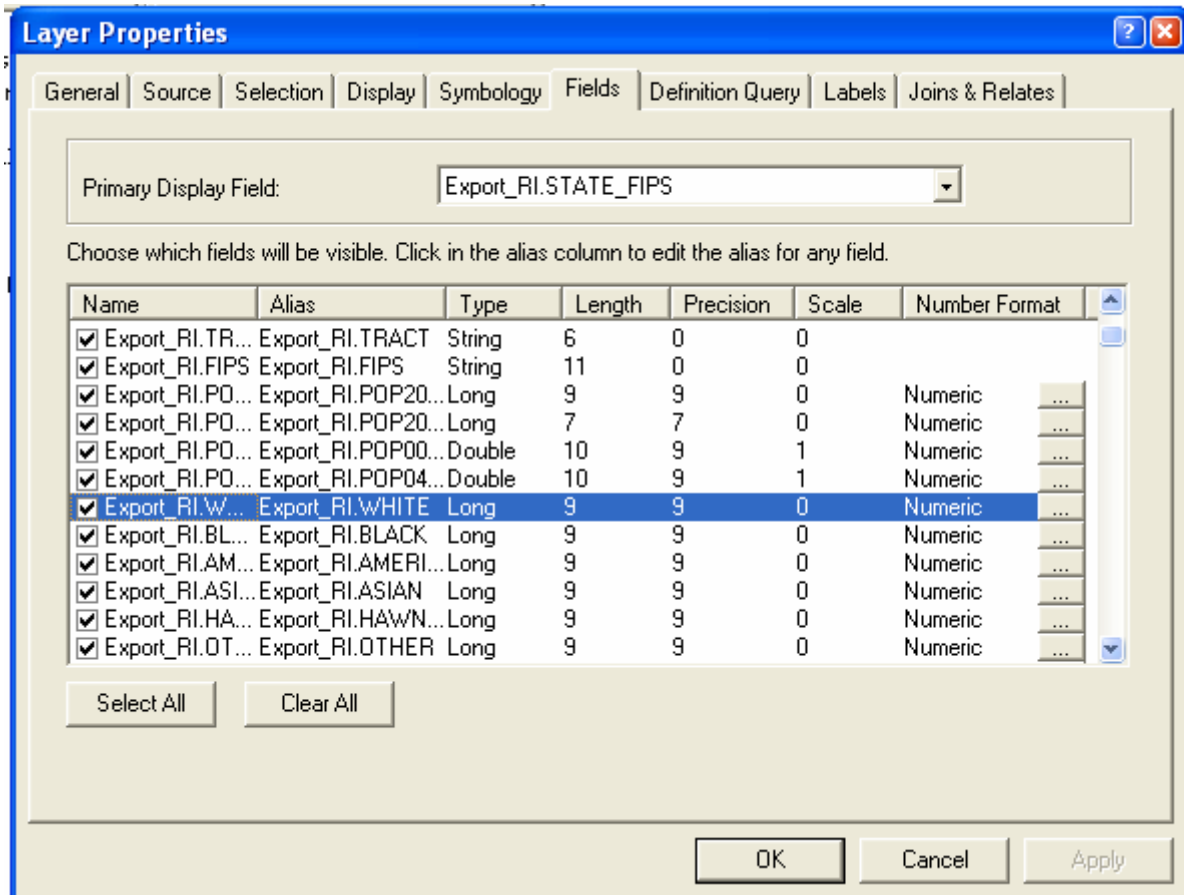 Layer Properties
General Source Selection Display Symbology Fields Definition Query Labels Joins & Relates
Primary Display Field: Export_RI.STATE_FIPS
Choose which fields will be visible. Click in the alias column to edit the alias for any field.
Name Alias Type Length Precision Scale Number Format
Export_RI.TR... Export_RI.TRACT String 6 0 0
Export_RI.FIPS Export_RI.FIPS String 11 0 0
Export_RI.PO... Export_RI.POP20... Long 9 9 0 Numeric ...
Export_RI.PO... Export_RI.POP20... Long 7 7 0 Numeric ...
Export_RI.PO... Export_RI.POP00... Double 10 9 1 Numeric ...
Export_RI.PO... Export_RI.POP04... Double 10 9 1 Numeric ...
Export_RI.W... Export_RI.WHITE Long 9 9 0 Numeric ...
Export_RI.BL... Export_RI.BLACK Long 9 9 0 Numeric ...
Export_RI.AM... Export_RI.AMERI... Long 9 9 0 Numeric ...
Export_RI.ASI... Export_RI.ASIAN Long 9 9 0 Numeric ...
Export_RI.HA... Export_RI.HAWN... Long 9 9 0 Numeric ...
Export_RI.OT... Export_RI.OTHER Long 9 9 0 Numeric ...
Select All Clear All
OK Cancel Apply